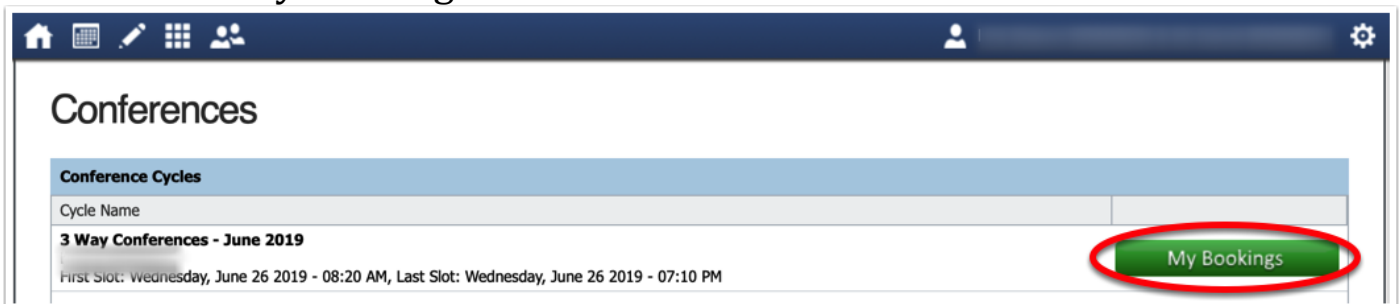 Conferences
Conference Cycles
Cycle Name
3 Way Conferences - June 2019
My Bookings
First Slot: Wednesday, June 26 2019 - 08:20 AM, Last Slot: Wednesday, June 26 2019 - 07:10 PM